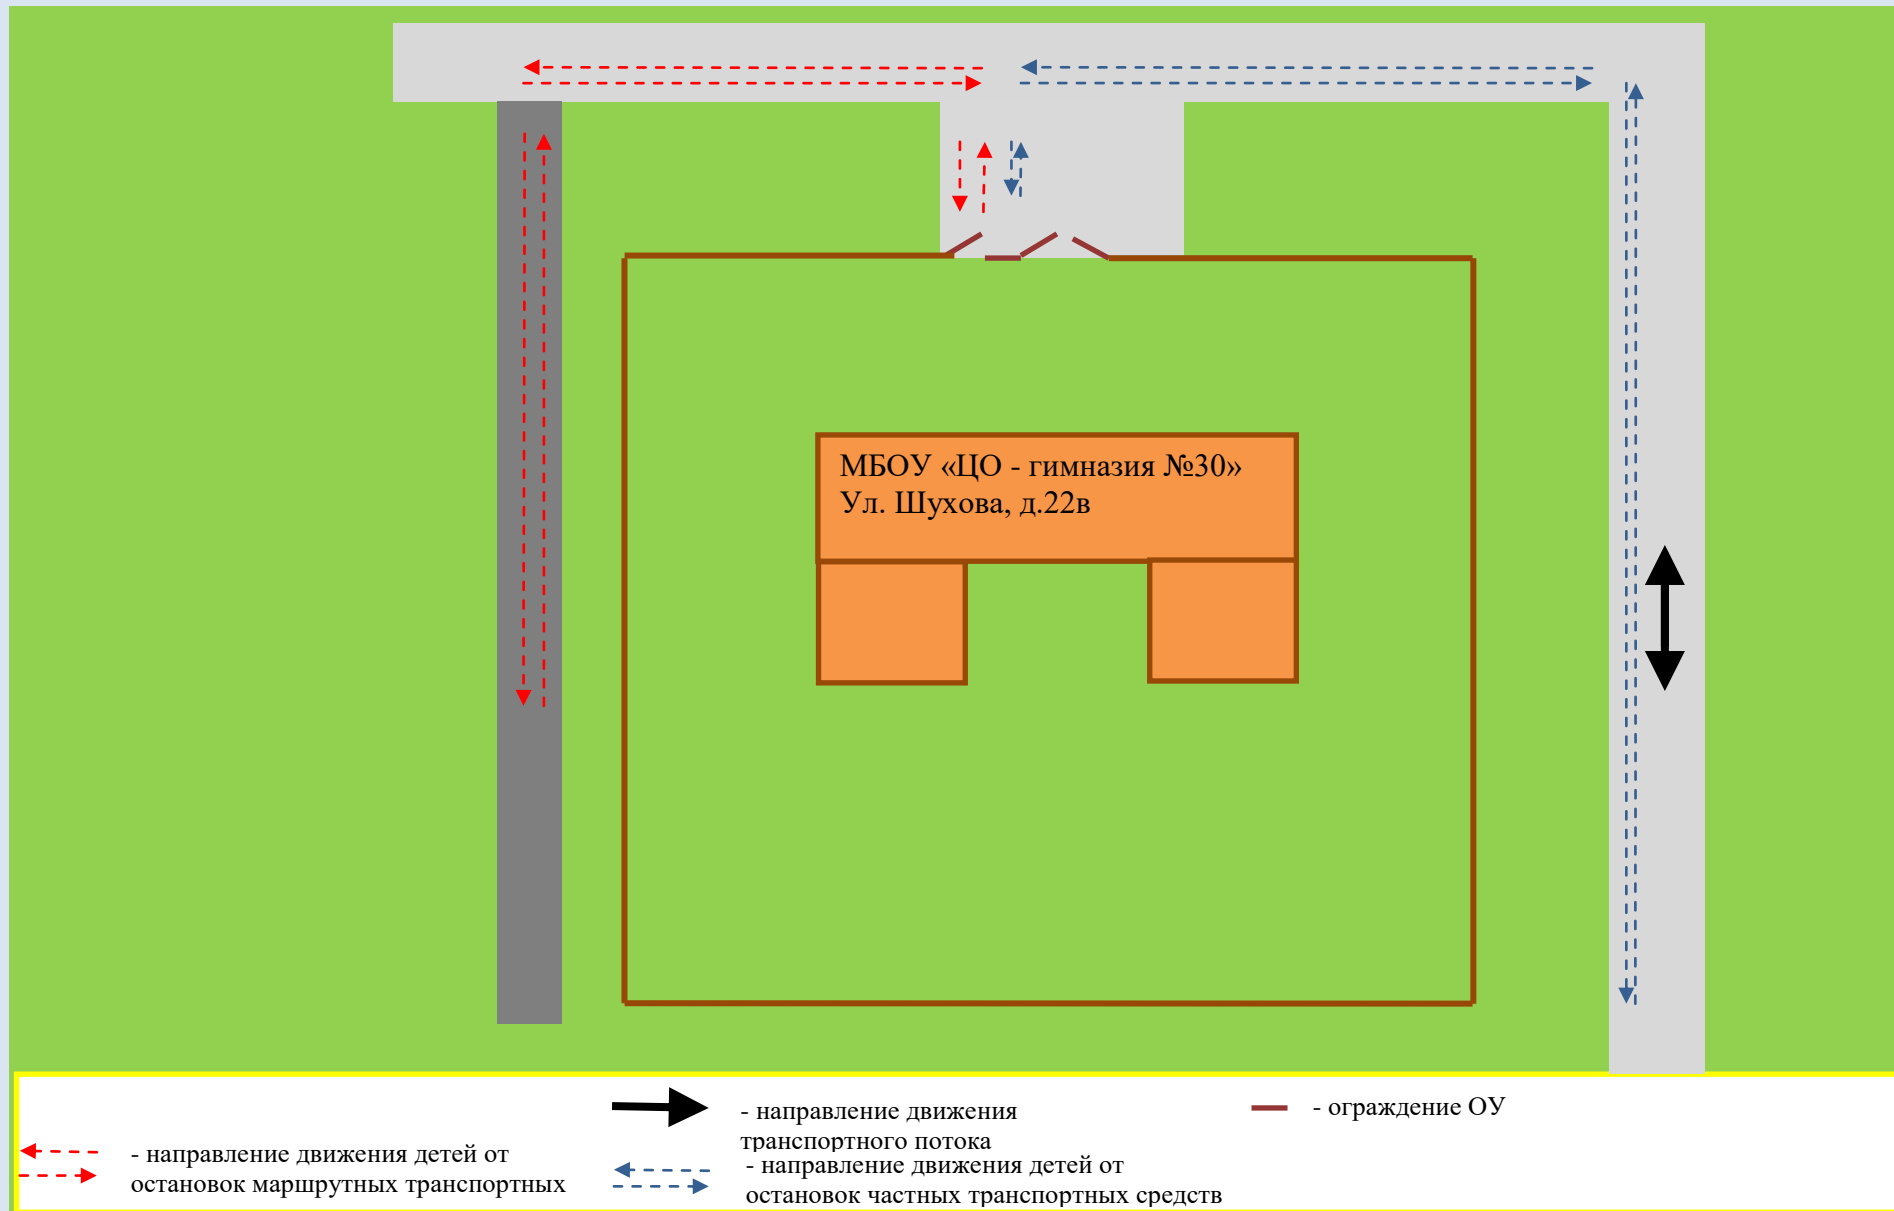 МБОУ «ЦО - гимназия №30»
Ул. Шухова, д.22в
- направление движения
транспортного потока
- ограждение ОУ
- направление движения детей от
остановок маршрутных транспортных
- направление движения детей от
остановок частных транспортных средств